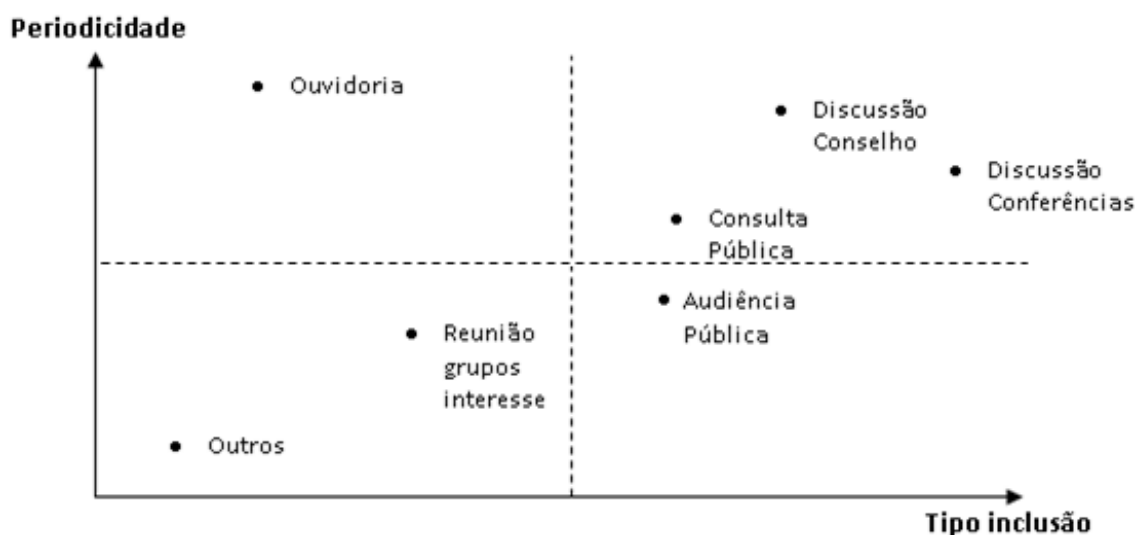 Periodicidade
Ouvidoria
Discussão
Conselho
Discussão
Conferências
Consulta
Pública
Audiência
Pública
Reunião
grupos
interesse
Outros
Tipo inclusão